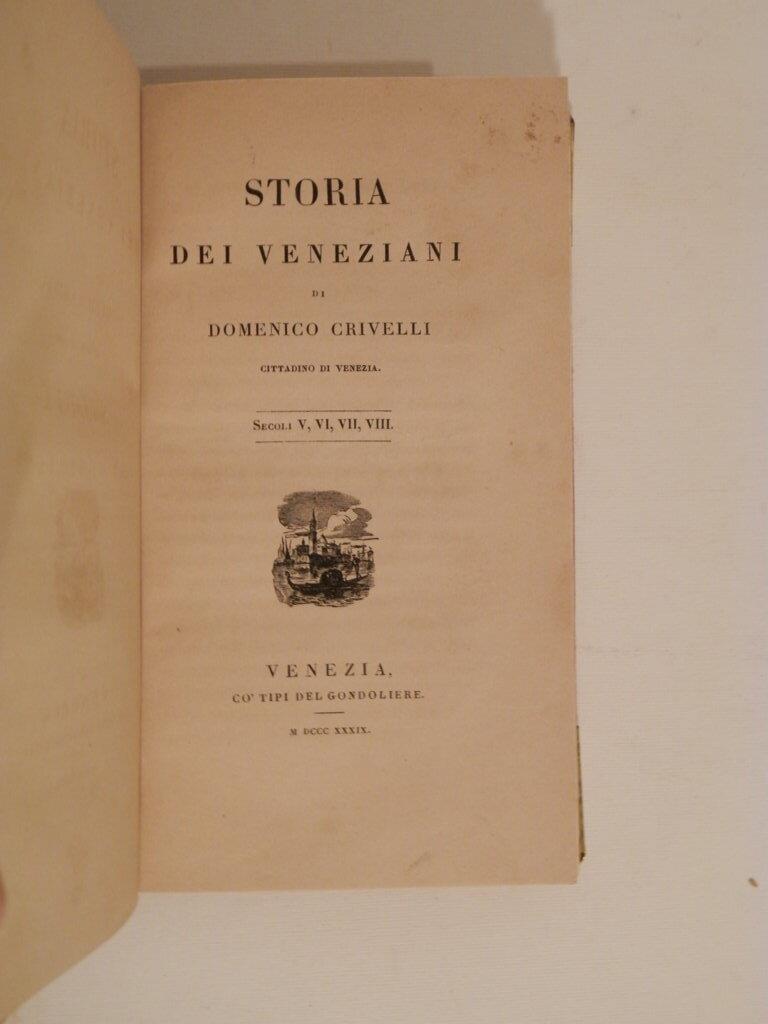 STORIA
DEI VENEZIANI
DI
DOMENICO CRIVELLI
CITTADINO DI VENEZIA.
SECOLI V, VI, VII, VIII.
VENEZIA,
CO' TIPI DEL GONDOLIERE.
M DCCC XXXIX.